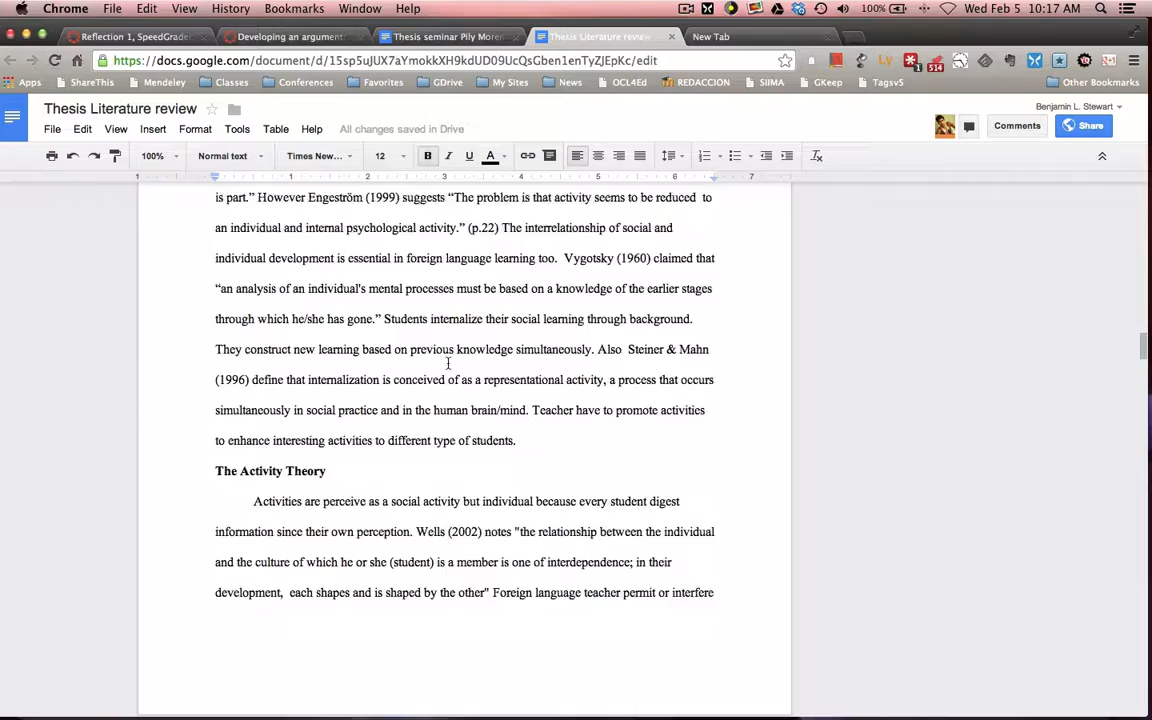 Chrome File Edit View History Bookmarks Window Help 100% Wed Feb 5 10:17 AM
Reflection 1, SpeedGrader Developing an argument: Thesis seminar Pily More Thesis Literature review New Tab
https://docs.google.com/document/d/15sp5uJUX7aYmokkXH9kdUD09UcQsGben1enTyZJEpKc/edit 514
Apps ShareThis Mendeley Classes Conferences GDrive Favorites My Sites News OCL4Ed REDACCION SIIMA GKeep Tagsv5 Other Bookmarks
Thesis Literature review Benjamin L. Stewart
File Edit View Insert Format Tools Table Help All changes saved in Drive Comments Share
100% Normal text Times New... 12 B I U A
1 1 2 3 4 5 6 7
is part.” However Engeström (1999) suggests “The problem is that activity seems to be reduced  to
an individual and internal psychological activity.” (p.22) The interrelationship of social and
individual development is essential in foreign language learning too.  Vygotsky (1960) claimed that
“an analysis of an individual's mental processes must be based on a knowledge of the earlier stages
through which he/she has gone.” Students internalize their social learning through background.
They construct new learning based on previous knowledge simultaneously. Also  Steiner & Mahn
(1996) define that internalization is conceived of as a representational activity, a process that occurs
simultaneously in social practice and in the human brain/mind. Teacher have to promote activities
to enhance interesting activities to different type of students.
The Activity Theory
Activities are perceive as a social activity but individual because every student digest
information since their own perception. Wells (2002) notes "the relationship between the individual
and the culture of which he or she (student) is a member is one of interdependence; in their
development,  each shapes and is shaped by the other" Foreign language teacher permit or interfere